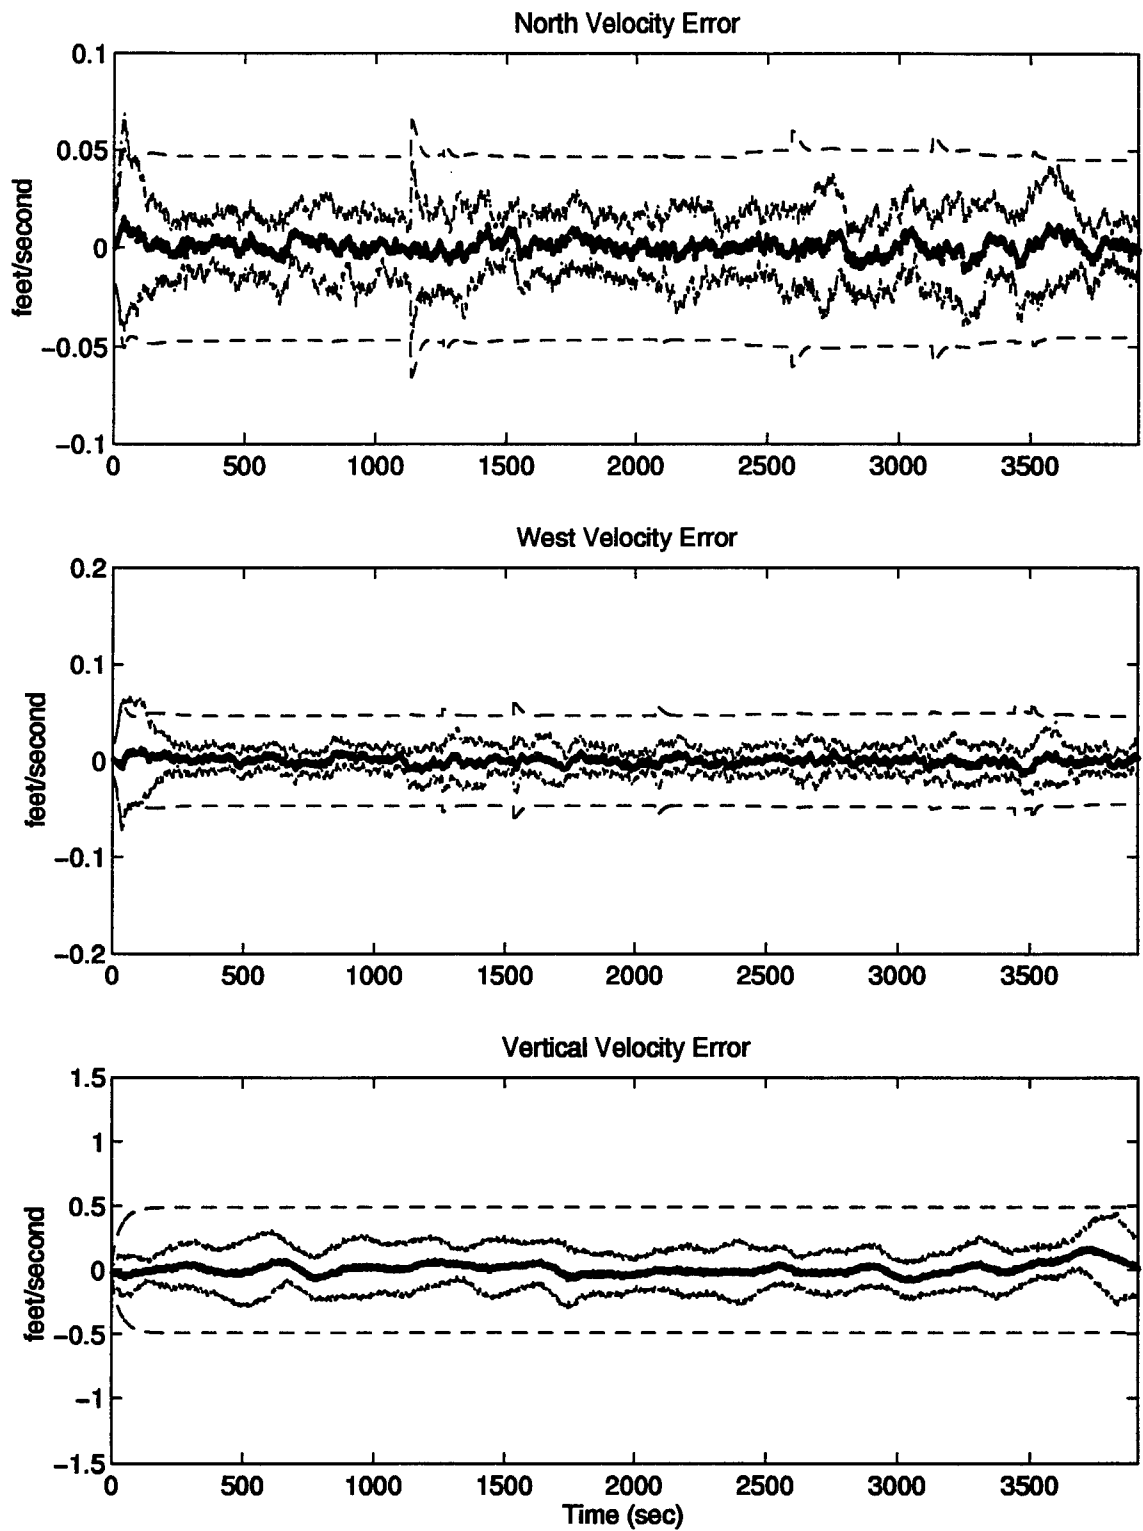 North Velocity Error
0.1
0.05
0
−0.05
−0.1
feet/second
0 500 1000 1500 2000 2500 3000 3500
West Velocity Error
0.2
0.1
0
−0.1
−0.2
feet/second
0 500 1000 1500 2000 2500 3000 3500
Vertical Velocity Error
1.5
1
0.5
0
−0.5
−1
−1.5
feet/second
0 500 1000 1500 2000 2500 3000 3500
Time (sec)